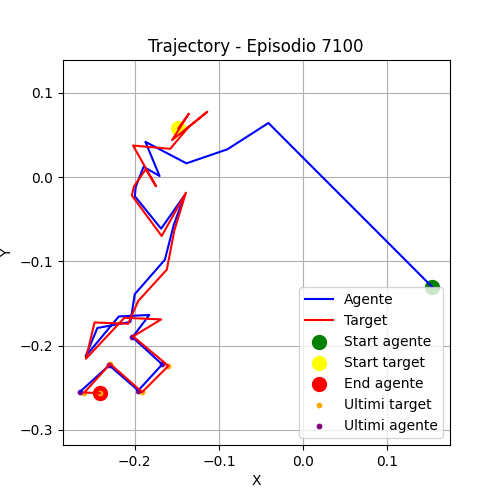 Trajectory - Episodio 7100
0.1
0.0
−0.1
−0.2
−0.3
Y
−0.2
−0.1
0.0
0.1
X
Agente
Target
Start agente
Start target
End agente
Ultimi target
Ultimi agente